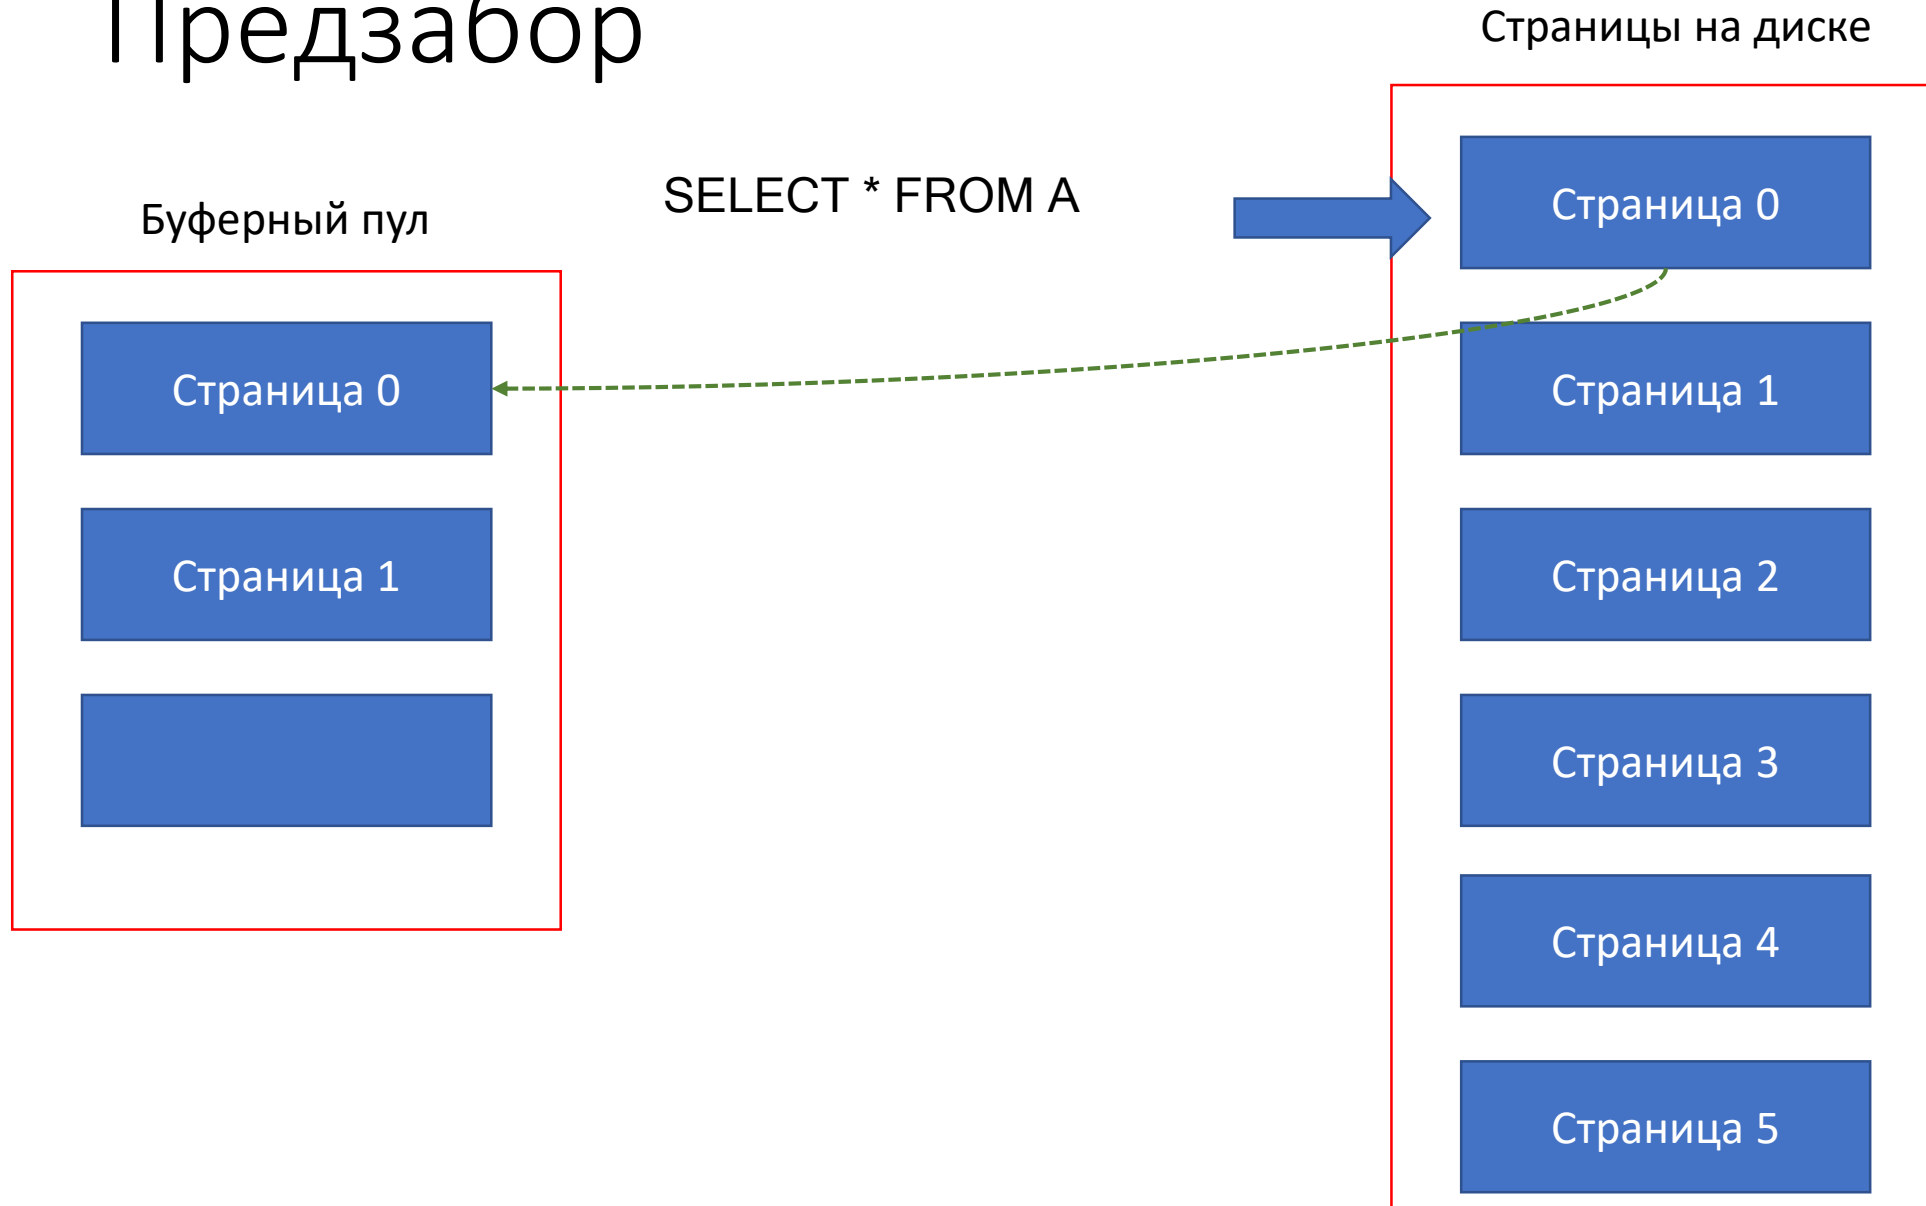 Предзабор
Страницы на диске
SELECT * FROM A
Буферный пул
Страница 0
Страница 1
Страница 0
Страница 1
Страница 2
Страница 3
Страница 4
Страница 5